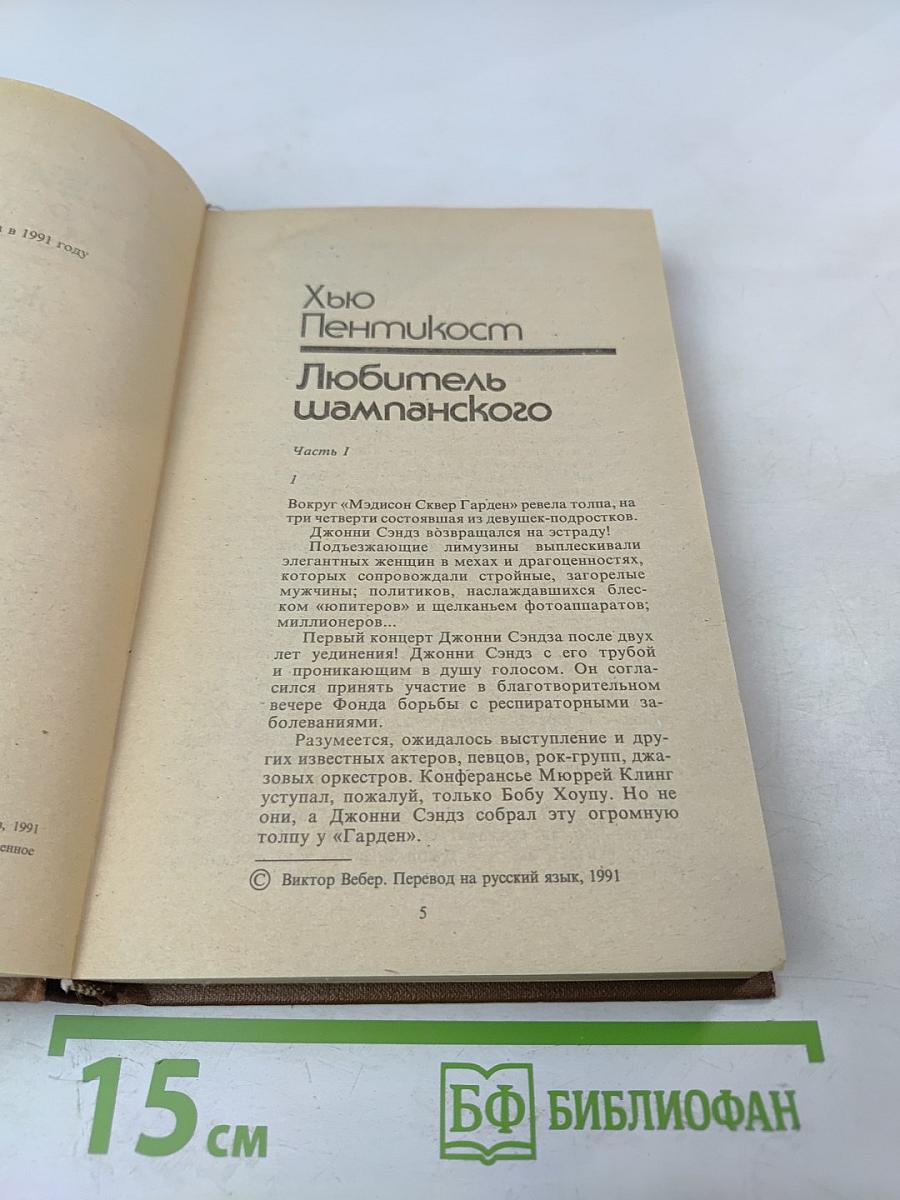 в 1991 году
, 1991
енное
Хью
Пентикост
Любитель
шампанского
Часть I
1
Вокруг «Мэдисон Сквер Гарден» ревела толпа, на
три четверти состоявшая из девушек-подростков.
Джонни Сэндз возвращался на эстраду!
Подъезжающие лимузины выплескивали
элегантных женщин в мехах и драгоценностях,
которых сопровождали стройные, загорелые
мужчины; политиков, наслаждавшихся блес-
ком «юпитеров» и щелканьем фотоаппаратов;
миллионеров...
Первый концерт Джонни Сэндза после двух
лет уединения! Джонни Сэндз с его трубой
и проникающим в душу голосом. Он согла-
сился принять участие в благотворительном
вечере Фонда борьбы с респираторными за-
болеваниями.
Разумеется, ожидалось выступление и дру-
гих известных актеров, певцов, рок-групп, джа-
зовых оркестров. Конферансье Мюррей Клинг
уступал, пожалуй, только Бобу Хоупу. Но не
они, а Джонни Сэндз собрал эту огромную
толпу у «Гарден».
© Виктор Вебер. Перевод на русский язык, 1991
5
15 см
БФ БИБЛИОФАН